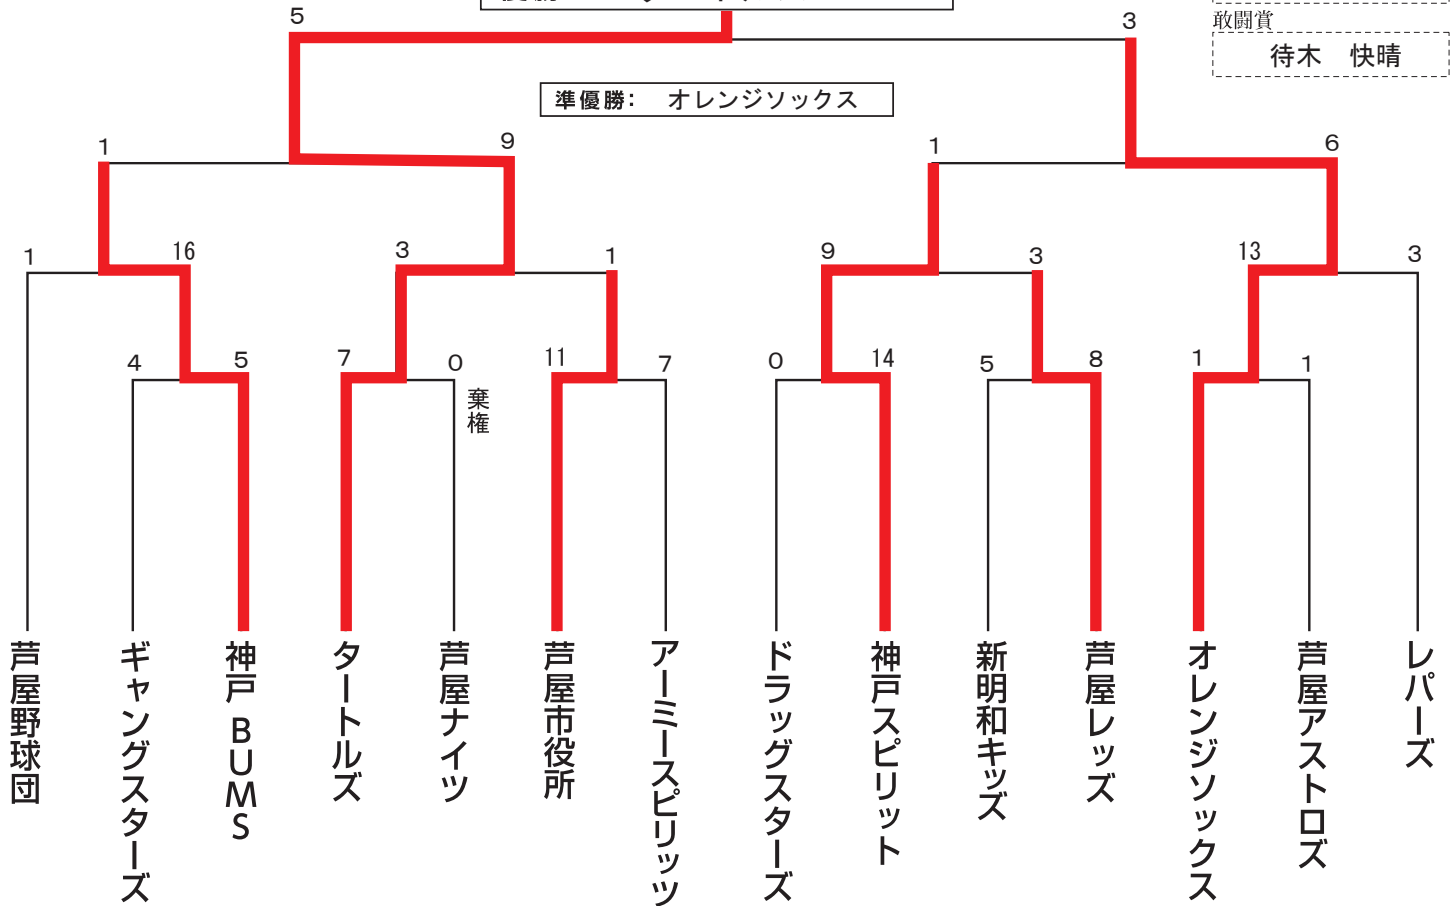 5
3
敢闘賞
待木　快晴
準優勝：　オレンジソックス
1
9
1
6
1
16
3
1
9
3
13
3
4
5
7
0
11
7
0
14
5
8
1
1
棄権
芦屋野球団
ギャングスターズ
神戸 BUMS
タートルズ
芦屋ナイツ
芦屋市役所
アーミースピリッツ
ドラッグスターズ
神戸スピリット
新明和キッズ
芦屋レッズ
オレンジソックス
芦屋アストロズ
レパーズ